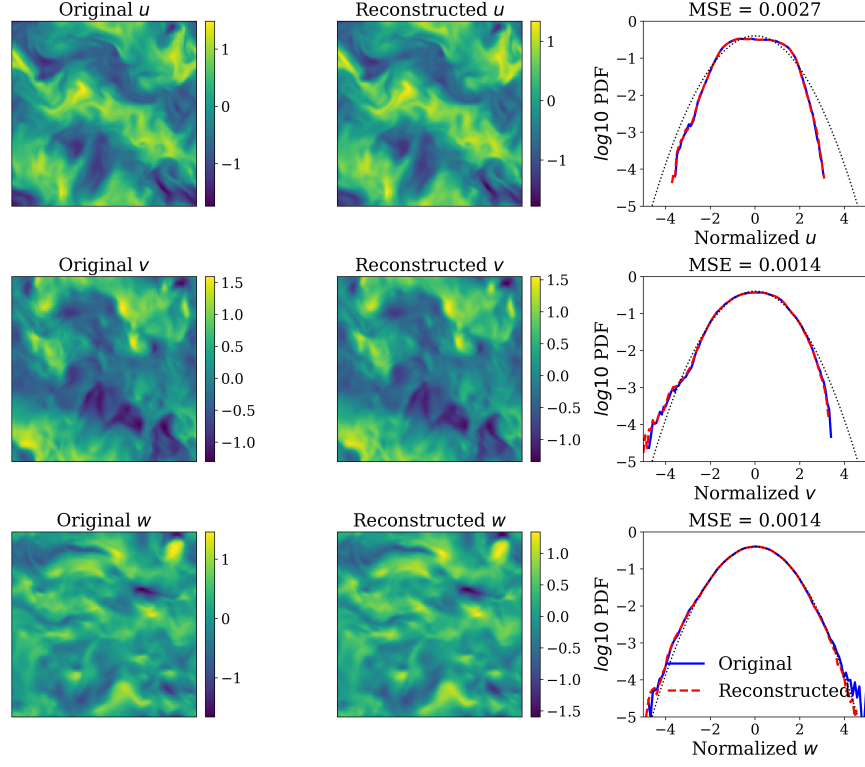 Original u
Reconstructed u
MSE = 0.0027
1
0
−1
1
0
−1
0
−1
−2
−3
−4
−5
log10 PDF
−4 −2 0 2 4
Normalized u
Original v
Reconstructed v
MSE = 0.0014
1.5
1.0
0.5
0.0
−0.5
−1.0
1.5
1.0
0.5
0.0
−0.5
−1.0
0
−1
−2
−3
−4
−5
log10 PDF
−4 −2 0 2 4
Normalized v
Original w
Reconstructed w
MSE = 0.0014
1
0
−1
1.0
0.5
0.0
−0.5
−1.0
−1.5
0
−1
−2
−3
−4
−5
log10 PDF
Original
Reconstructed
−4 −2 0 2 4
Normalized w